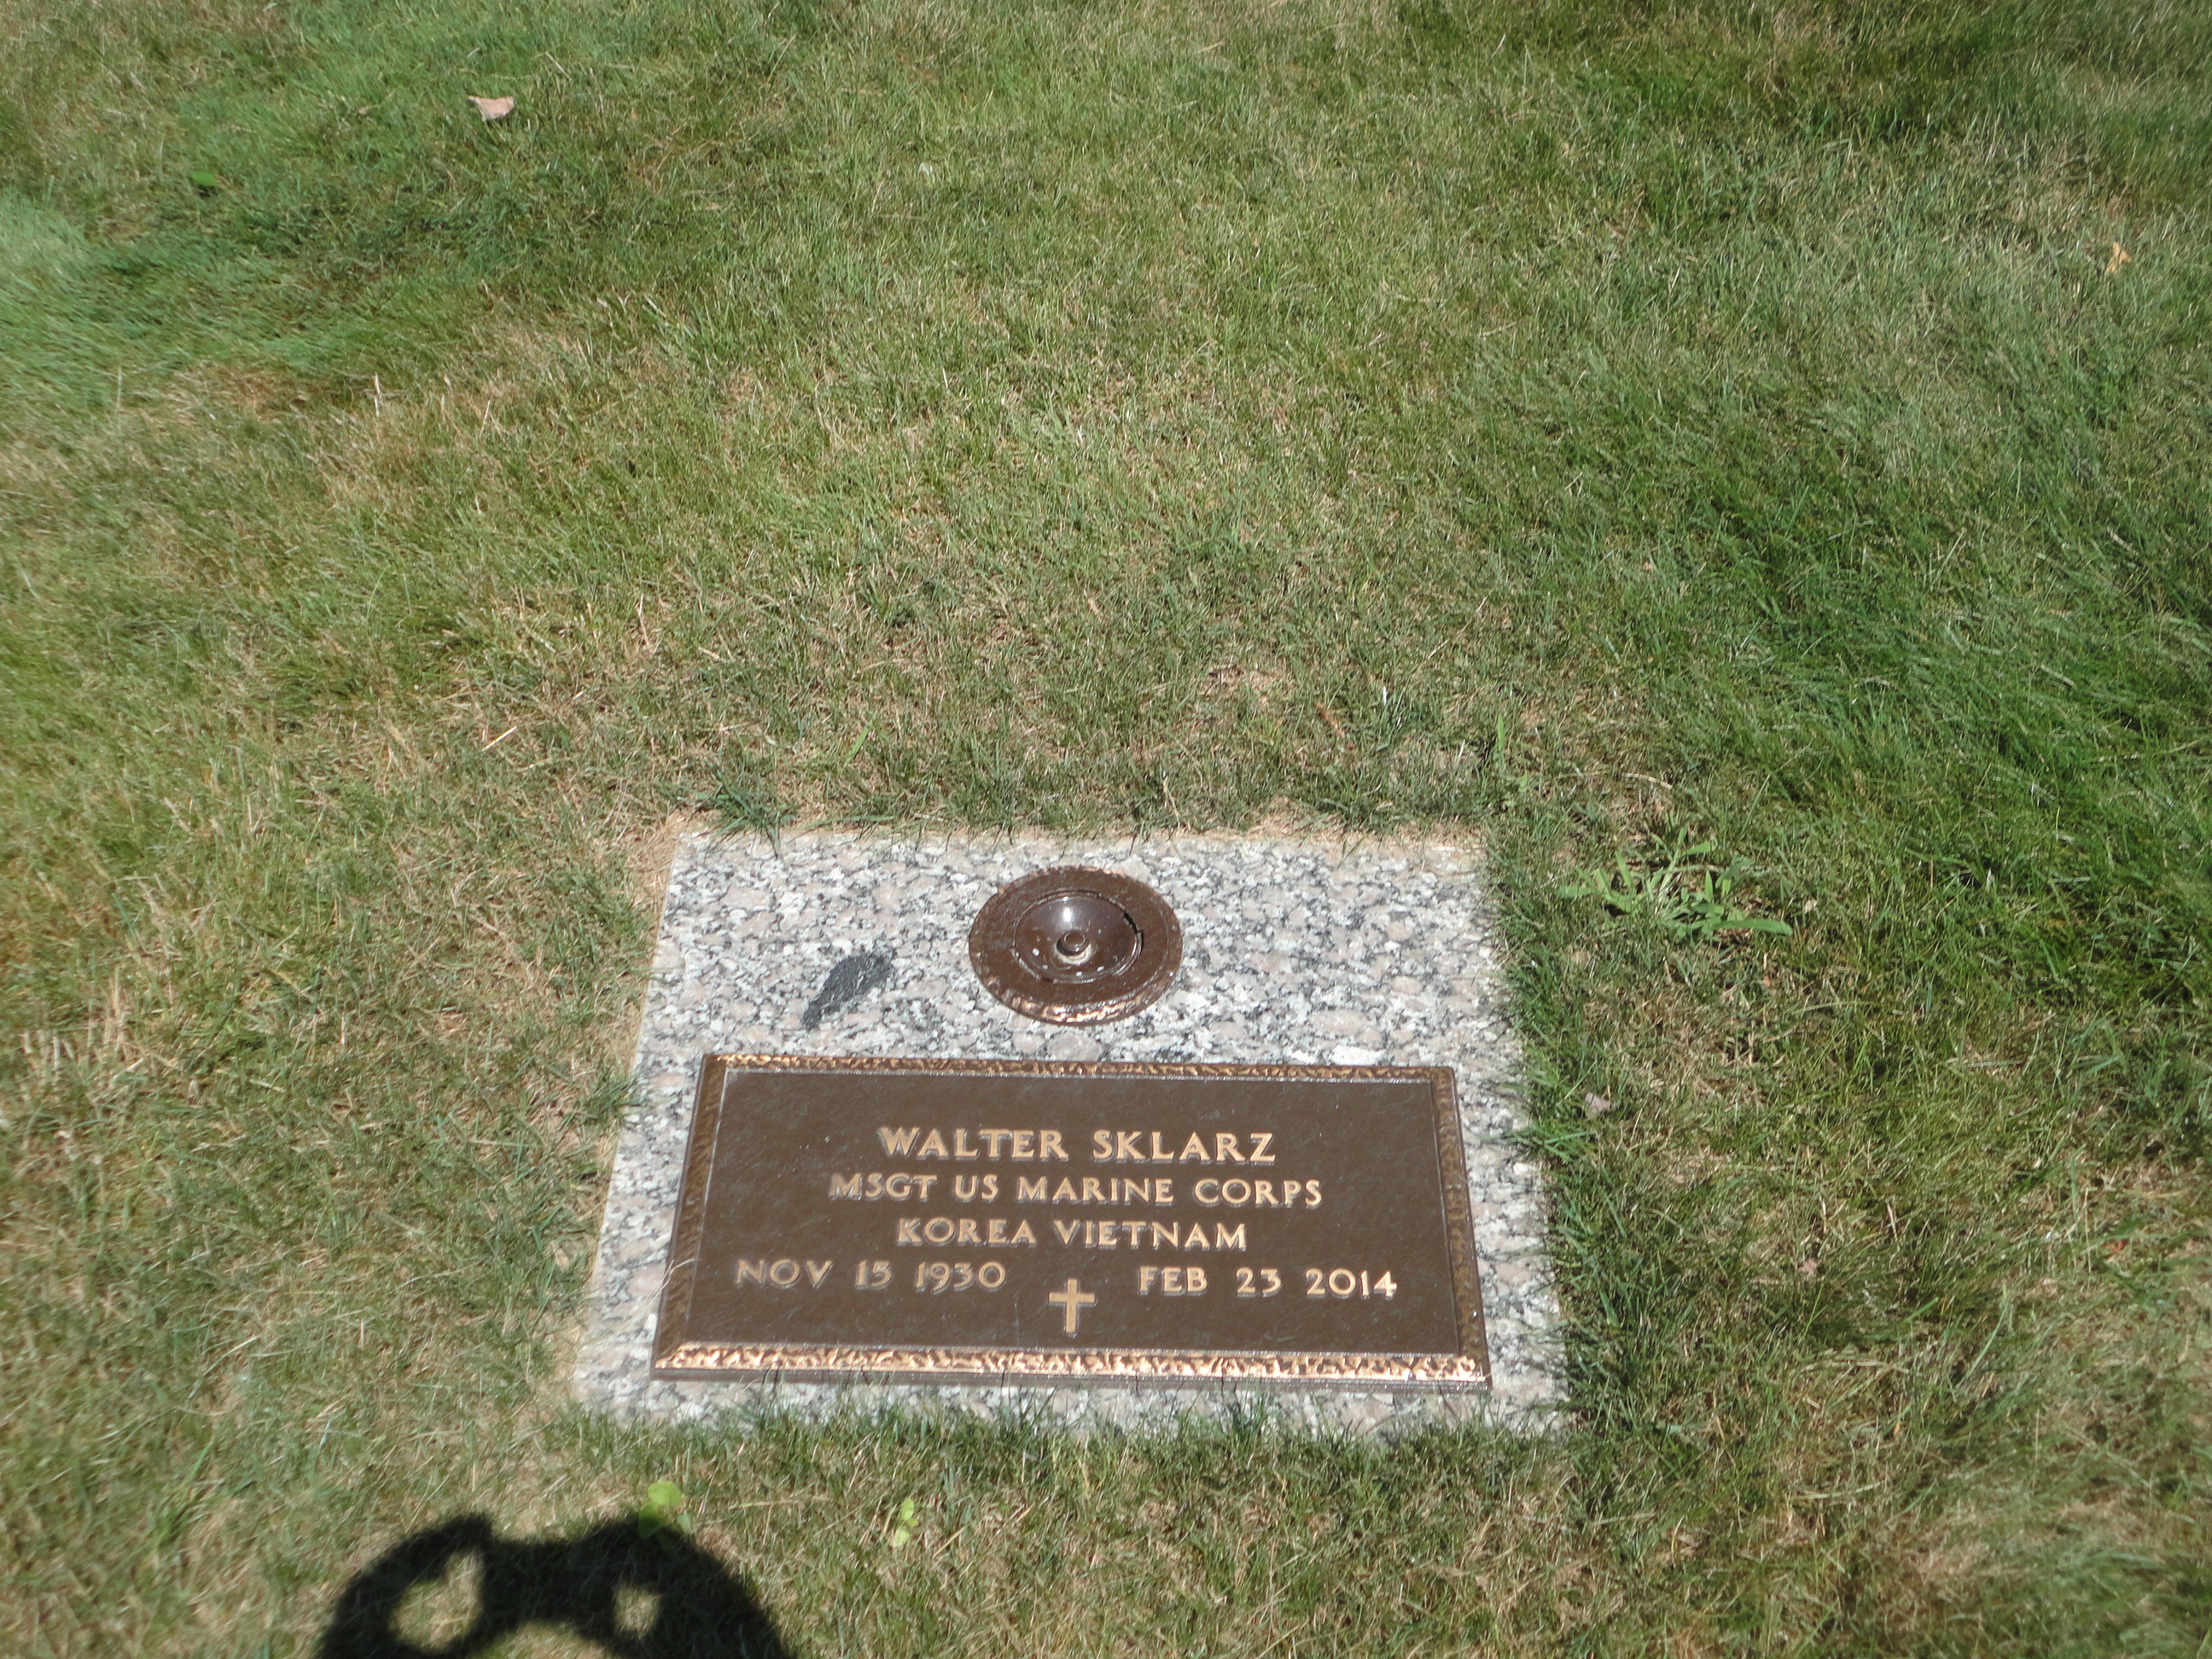 WALTER SKLARZ
MSGT US MARINE CORPS
KOREA VIETNAM
NOV 15 1930 FEB 23 2014